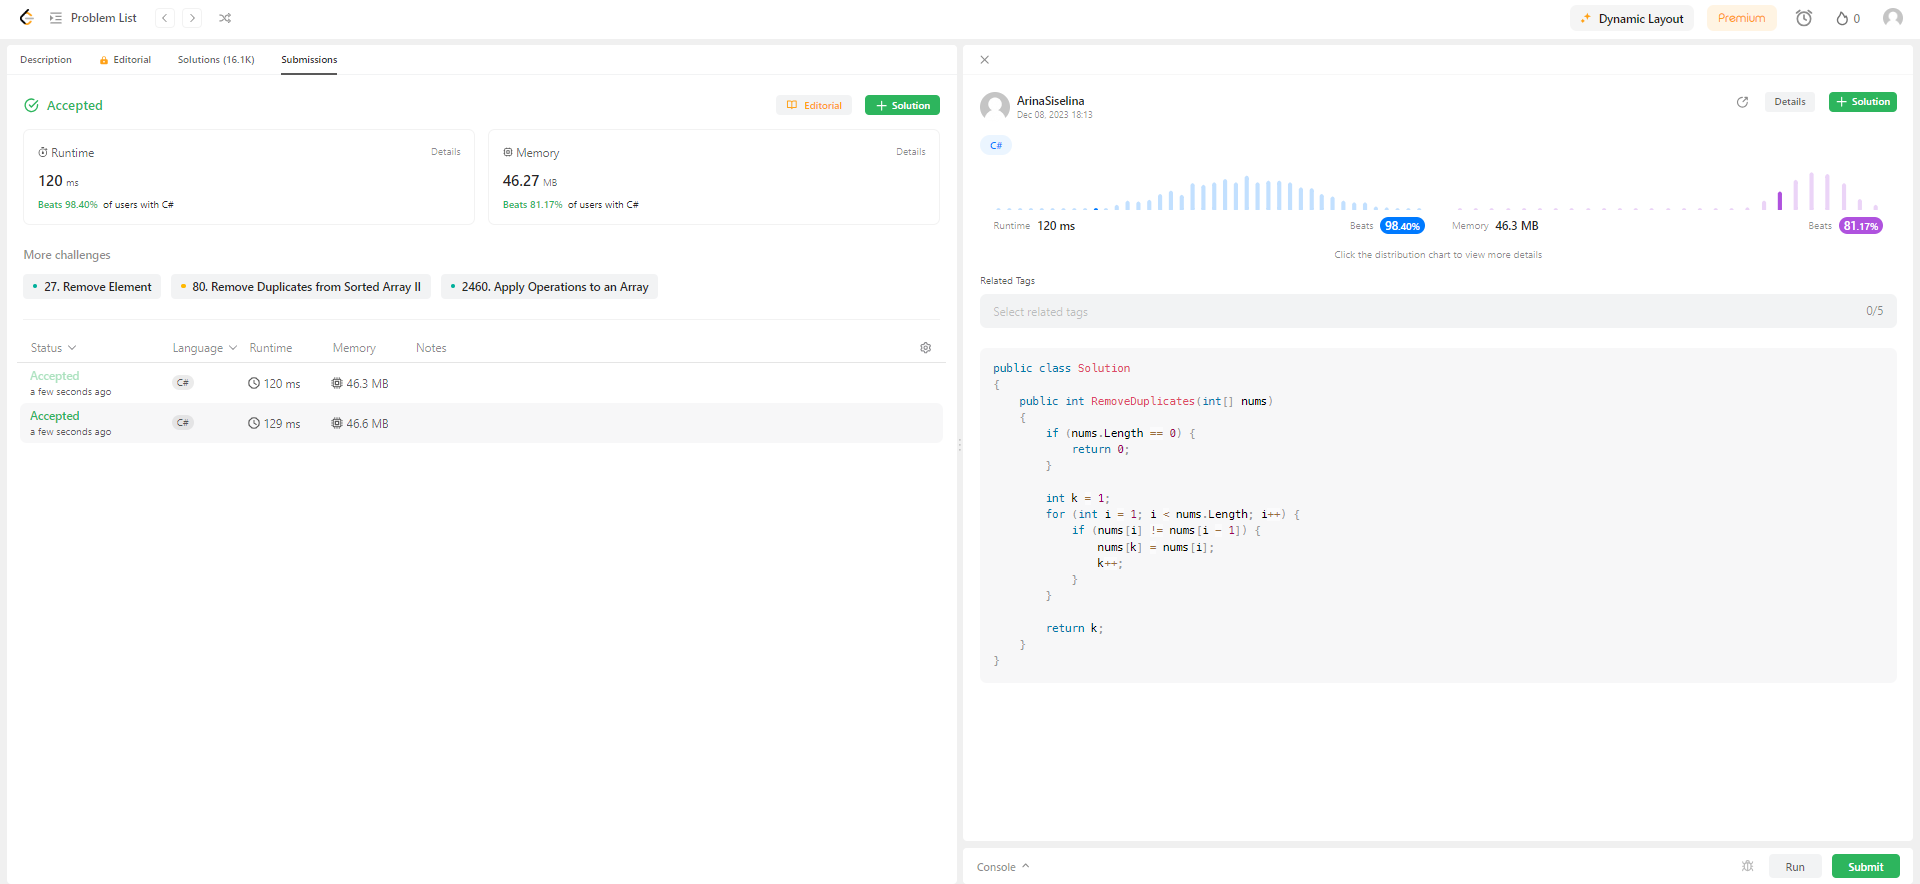 Problem List
Dynamic Layout
Premium
0
Description
Editorial
Solutions (16.1K)
Submissions
Accepted
Editorial
Solution
Runtime
Details
120 ms
Beats 98.40% of users with C#
Memory
Details
46.27 MB
Beats 81.17% of users with C#
More challenges
27. Remove Element
80. Remove Duplicates from Sorted Array II
2460. Apply Operations to an Array
Status Language Runtime Memory Notes
Accepted
a few seconds ago
C# 120 ms 46.3 MB
Accepted
a few seconds ago
C# 129 ms 46.6 MB
ArinaSiselina
Dec 08, 2023 18:13
Details
Solution
C#
Runtime 120 ms
Beats 98.40%
Memory 46.3 MB
Beats 81.17%
Click the distribution chart to view more details
Related Tags
Select related tags
0/5
public class Solution
{
public int RemoveDuplicates(int[] nums)
{
if (nums.Length == 0) {
return 0;
}
int k = 1;
for (int i = 1; i < nums.Length; i++) {
if (nums[i] != nums[i - 1]) {
nums[k] = nums[i];
k++;
}
}
return k;
}
}
Console
Run
Submit